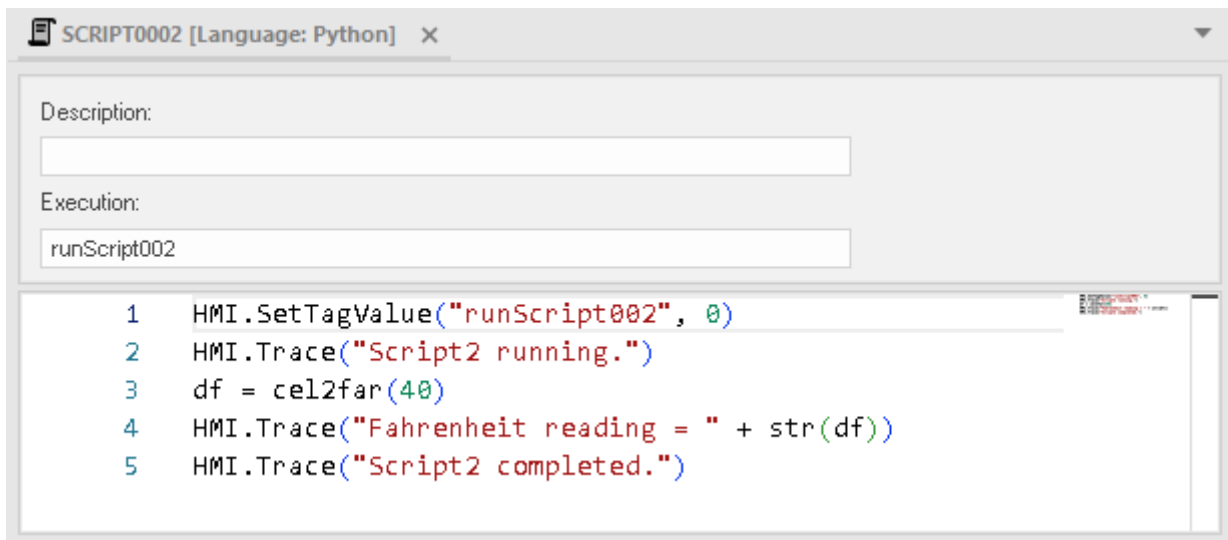 SCRIPT0002 [Language: Python]
Description:
Execution:
runScript002
1 HMI.SetTagValue("runScript002", 0)
2 HMI.Trace("Script2 running.")
3 df = cel2far(40)
4 HMI.Trace("Fahrenheit reading = " + str(df))
5 HMI.Trace("Script2 completed.")